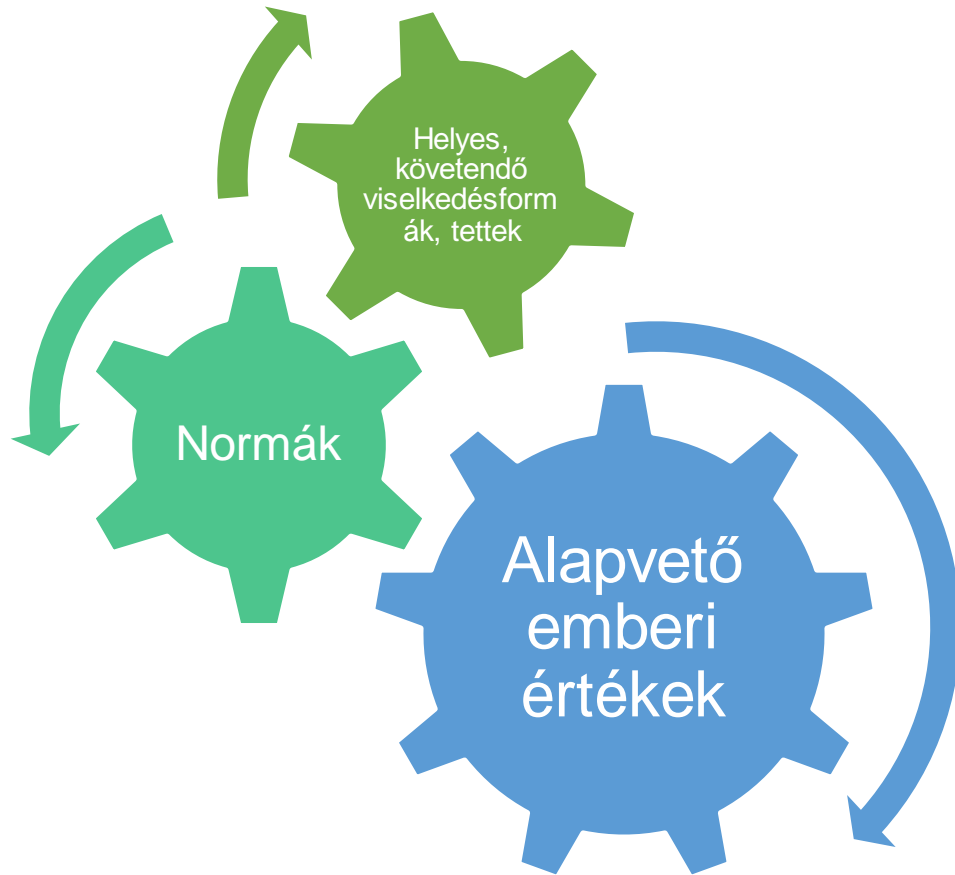 Helyes,
követendő
viselkedésform
ák, tettek
Normák
Alapvető
emberi
értékek